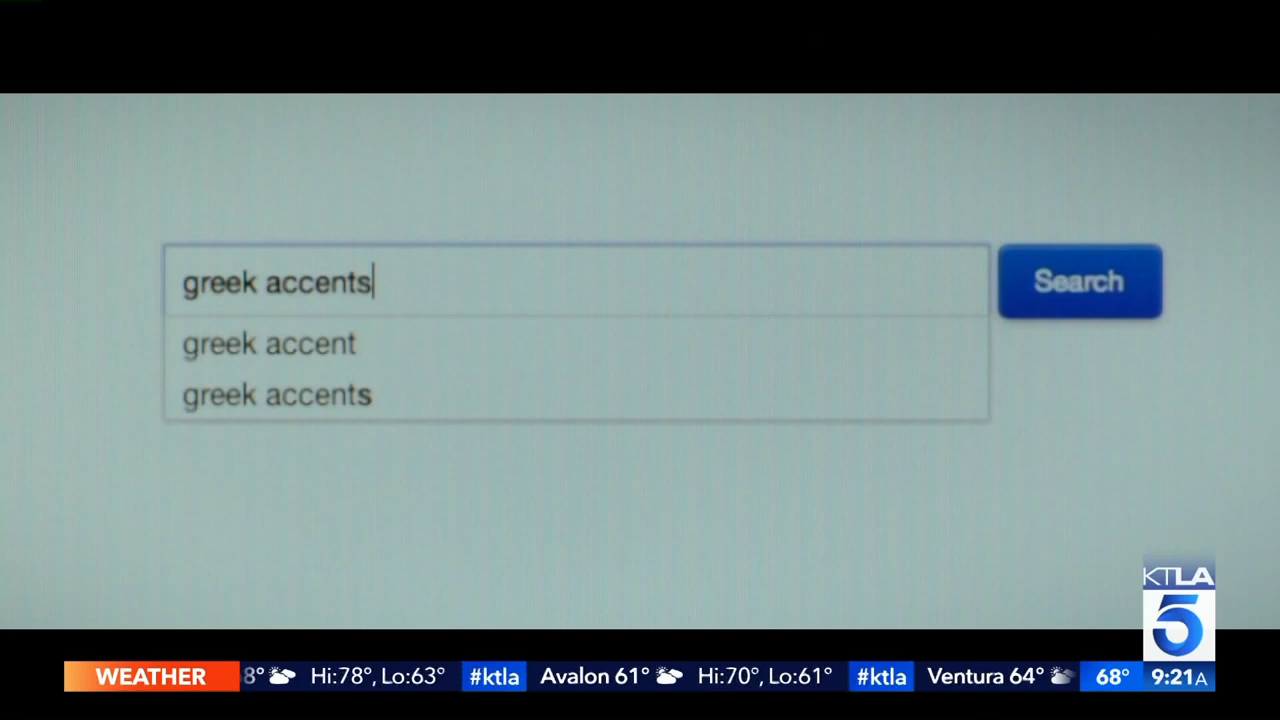 greek accents
Search
greek accent
greek accents
KTLA
5
WEATHER 8° Hi:78°, Lo:63° #ktla Avalon 61° Hi:70°, Lo:61° #ktla Ventura 64° 68° 9:21A